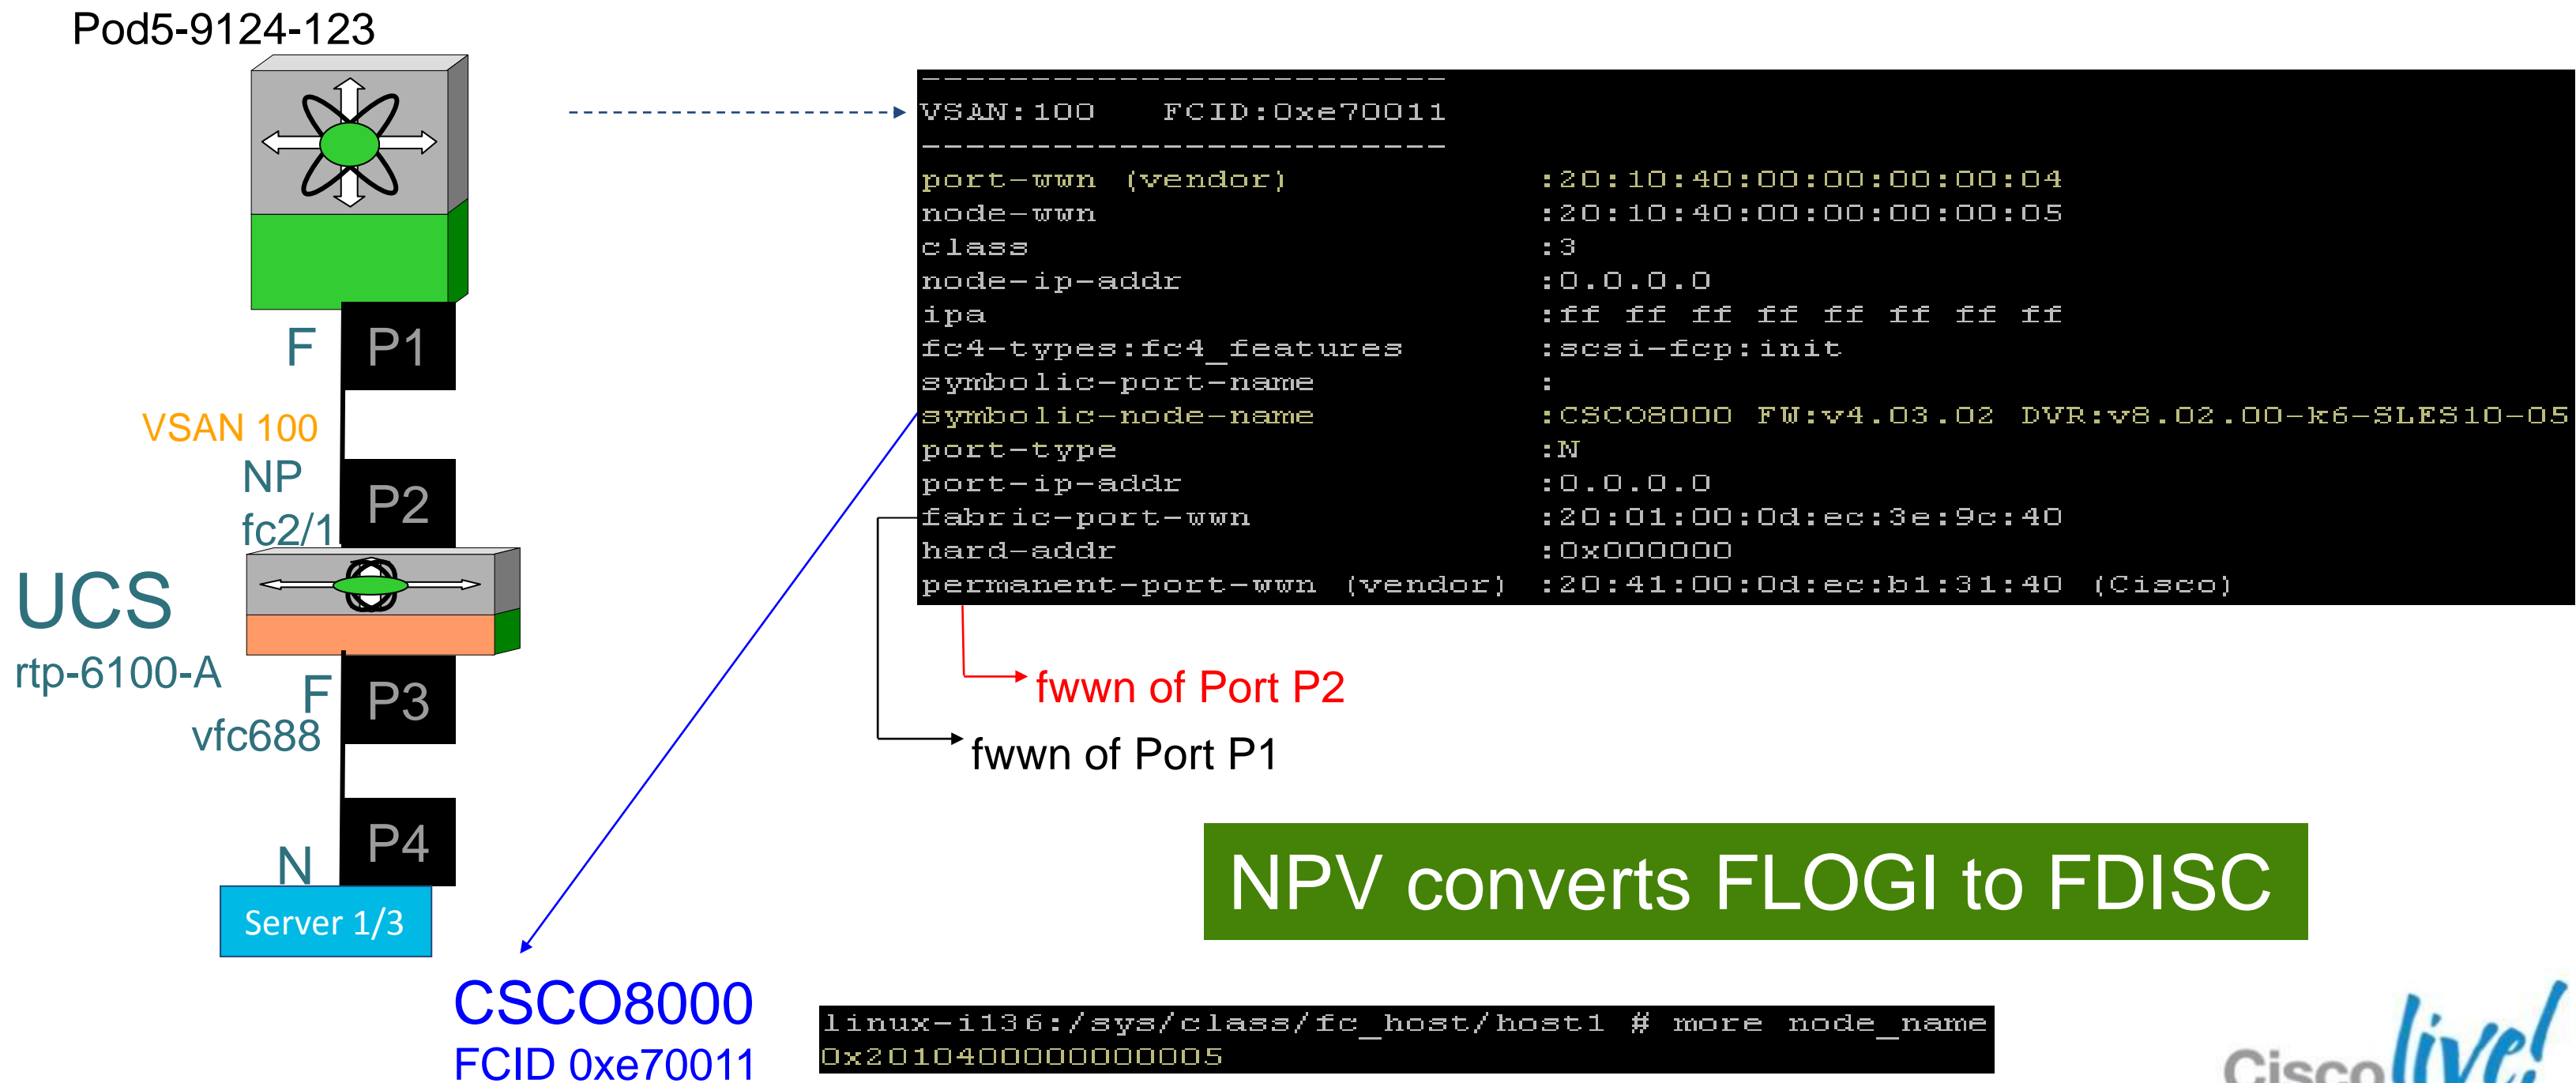 Pod5-9124-123
VSAN:100 FCID:0xe70011
port-wwn (vendor) :20:10:40:00:00:00:00:04
node-wwn :20:10:40:00:00:00:00:05
class :3
node-ip-addr :0.0.0.0
ipa :ff ff ff ff ff ff ff ff
fc4-types:fc4_features :scsi-fcp:init
symbolic-port-name :
symbolic-node-name :CSCO8000 FW:v4.03.02 DVR:v8.02.00-k6-SLES10-05
port-type :N
port-ip-addr :0.0.0.0
fabric-port-wwn :20:01:00:0d:ec:3e:9c:40
hard-addr :0x000000
permanent-port-wwn (vendor) :20:41:00:0d:ec:b1:31:40 (Cisco)
F P1
VSAN 100
NP
P2
fc2/1
UCS
rtp-6100-A
F P3
vfc688
P4
N
Server 1/3
fwwn of Port P2
fwwn of Port P1
NPV converts FLOGI to FDISC
CSCO8000
FCID 0xe70011
linux-i136:/sys/class/fc_host/host1 # more node_name
0x2010400000000005
Cisco live!